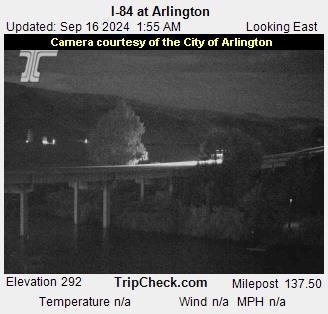 I-84 at Arlington
Updated: Sep 16 2024 1:55 AM Looking East
Camera courtesy of the City of Arlington
Elevation 292 TripCheck.com Milepost 137.50
Temperature n/a Wind n/a MPH n/a